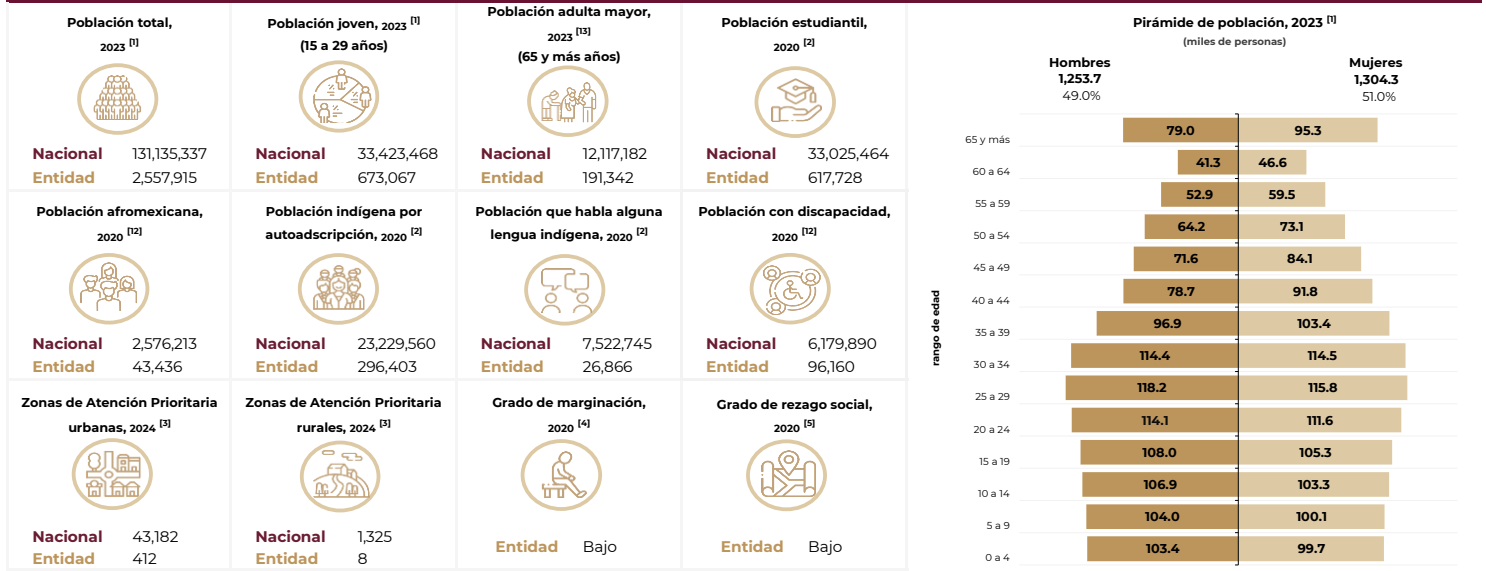 Población total,
2023 [1]
Nacional 131,135,337
Entidad 2,557,915
Población joven, 2023 [1]
(15 a 29 años)
Nacional 33,423,468
Entidad 673,067
Población adulta mayor,
2023 [13]
(65 y más años)
Nacional 12,117,182
Entidad 191,342
Población estudiantil,
2020 [2]
Nacional 33,025,464
Entidad 617,728
Población afromexicana,
2020 [12]
Nacional 2,576,213
Entidad 43,436
Población indígena por
autoadscripción, 2020 [2]
Nacional 23,229,560
Entidad 296,403
Población que habla alguna
lengua indígena, 2020 [2]
Nacional 7,522,745
Entidad 26,866
Población con discapacidad,
2020 [12]
Nacional 6,179,890
Entidad 96,160
Zonas de Atención Prioritaria
urbanas, 2024 [3]
Nacional 43,182
Entidad 412
Zonas de Atención Prioritaria
rurales, 2024 [3]
Nacional 1,325
Entidad 8
Grado de marginación,
2020 [4]
Entidad Bajo
Grado de rezago social,
2020 [5]
Entidad Bajo
Pirámide de población, 2023 [1]
(miles de personas)
Hombres Mujeres
1,253.7 1,304.3
49.0% 51.0%
rango de edad
65 y más 79.0 95.3
60 a 64 41.3 46.6
55 a 59 52.9 59.5
50 a 54 64.2 73.1
45 a 49 71.6 84.1
40 a 44 78.7 91.8
35 a 39 96.9 103.4
30 a 34 114.4 114.5
25 a 29 118.2 115.8
20 a 24 114.1 111.6
15 a 19 108.0 105.3
10 a 14 106.9 103.3
5 a 9 104.0 100.1
0 a 4 103.4 99.7